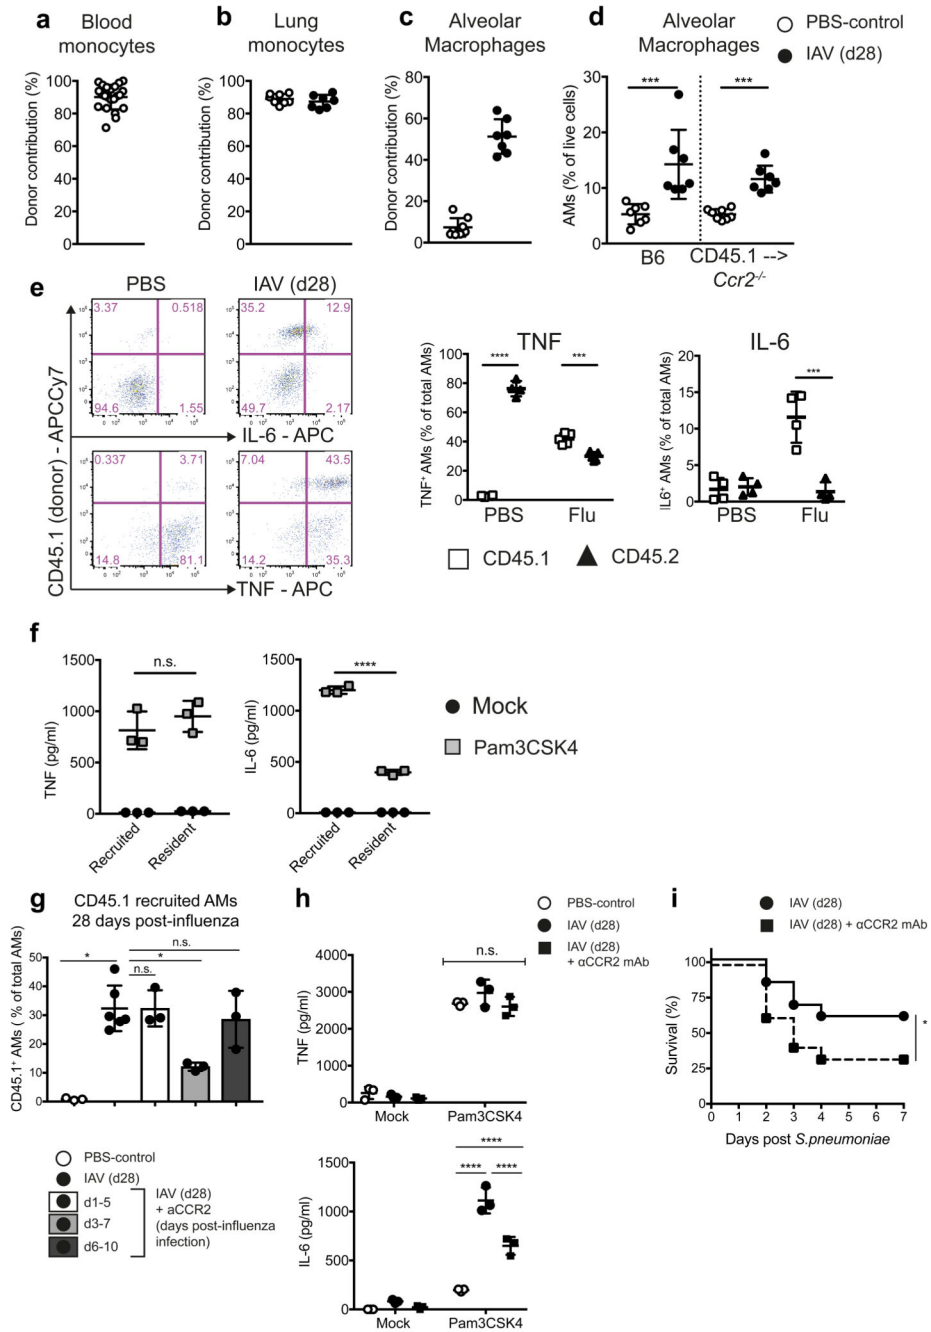 a
Blood
monocytes
Donor contribution (%)
100
80
60
40
20
0
b
Lung
monocytes
Donor contribution (%)
100
80
60
40
20
0
c
Alveolar
Macrophages
Donor contribution (%)
80
60
40
20
0
d
Alveolar
Macrophages
PBS-control
IAV (d28)
AMs (% of live cells)
30
20
10
0
***
***
B6
CD45.1 -->
Ccr2-/-
e
PBS
IAV (d28)
CD45.1 (donor) - APCCy7
3.37
0.518
94.6
1.55
35.2
12.9
49.7
2.17
IL-6 - APC
0.337
3.71
14.8
81.1
7.04
43.5
14.2
35.3
TNF - APC
TNF
TNF+ AMs (% of total AMs)
100
80
60
40
20
0
****
***
PBS
Flu
IL-6
IL6+ AMs (% of total AMs)
20
15
10
5
0
***
PBS
Flu
CD45.1
CD45.2
f
TNF (pg/ml)
1500
1000
500
0
n.s.
Recruited
Resident
IL-6 (pg/ml)
1500
1000
500
0
****
Recruited
Resident
Mock
Pam3CSK4
g
CD45.1 recruited AMs
28 days post-influenza
CD45.1+ AMs ( % of total AMs)
50
40
30
20
10
0
n.s.
*
*
n.s.
PBS-control
IAV (d28)
d1-5
d3-7
d6-10
IAV (d28)
+ aCCR2
(days post-influenza
infection)
h
PBS-control
IAV (d28)
IAV (d28)
+ αCCR2 mAb
TNF (pg/ml)
4000
3000
2000
1000
0
n.s.
Mock
Pam3CSK4
IL-6 (pg/ml)
1500
1000
500
0
****
****
****
Mock
Pam3CSK4
i
IAV (d28)
IAV (d28) + αCCR2 mAb
Survival (%)
100
75
50
25
0
0 1 2 3 4 5 6 7
*
Days post S.pneumoniae